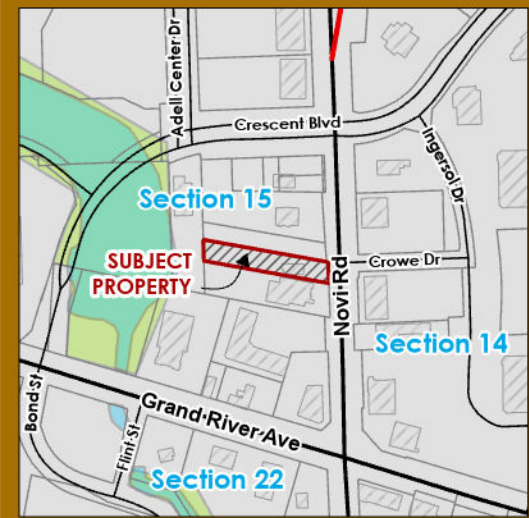 Adell Center Dr
Crescent Blvd
Ingersol Dr
Section 15
SUBJECT
PROPERTY
Novi Rd
Crowe Dr
Section 14
Bond St
Grand River Ave
Flint St
Section 22